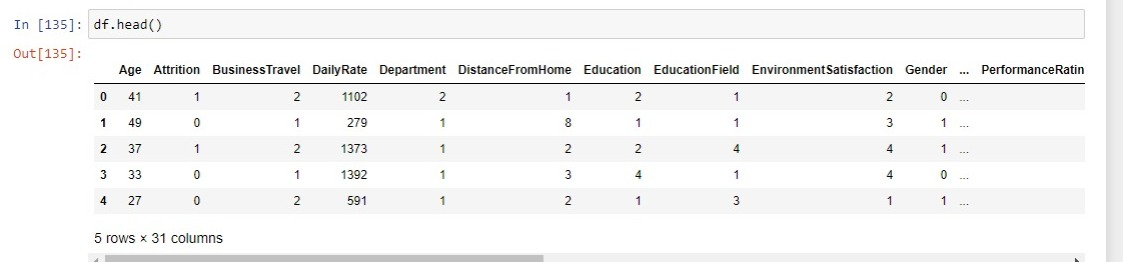 In [135]: df.head()
Out[135]:
Age Attrition BusinessTravel DailyRate Department DistanceFromHome Education EducationField EnvironmentSatisfaction Gender ... PerformanceRatin
0 41 1 2 1102 2 1 2 1 2 0 ...
1 49 0 1 279 1 8 1 1 3 1 ...
2 37 1 2 1373 1 2 2 4 4 1 ...
3 33 0 1 1392 1 3 4 1 4 0 ...
4 27 0 2 591 1 2 1 3 1 1 ...
5 rows × 31 columns